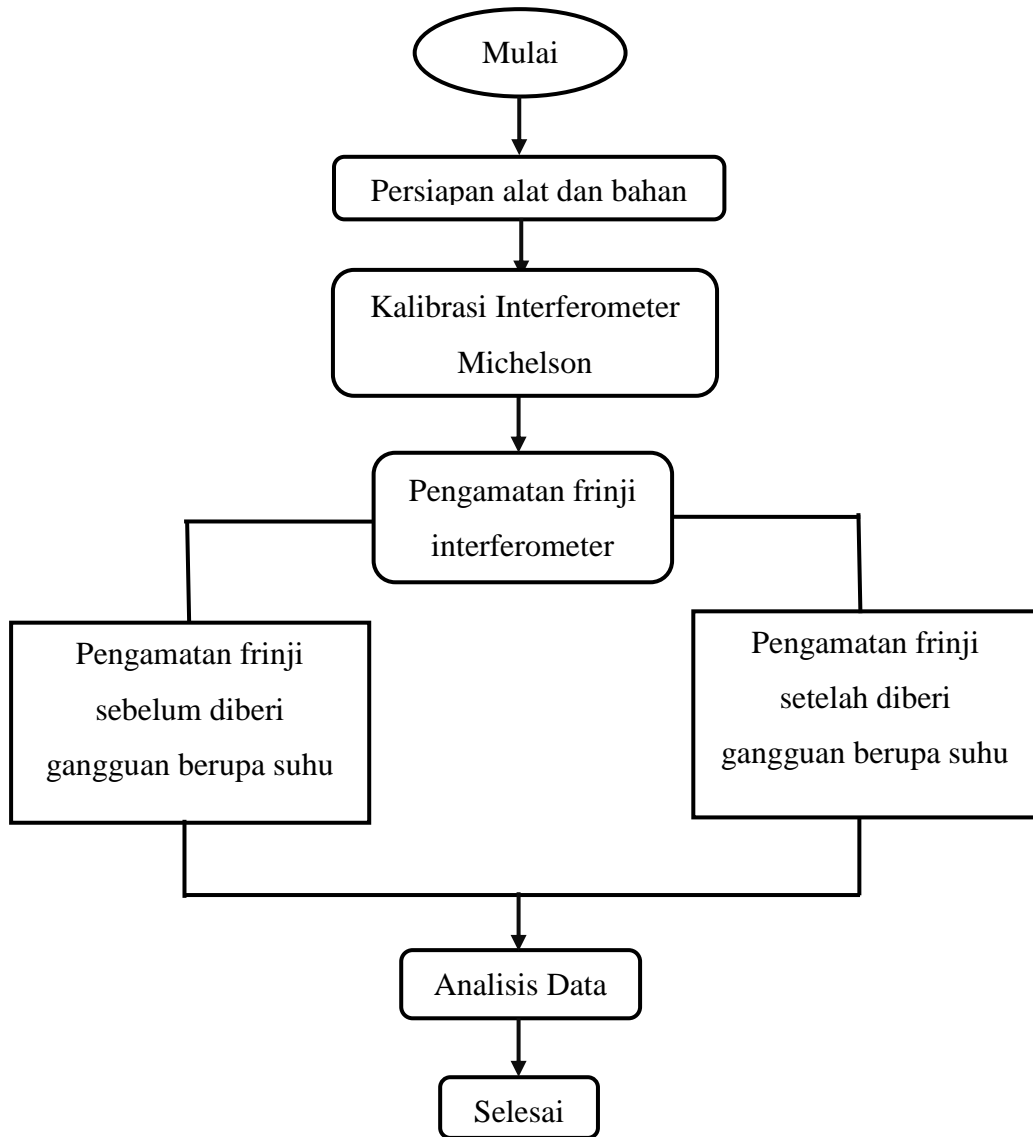 Mulai
Persiapan alat dan bahan
Kalibrasi Interferometer
Michelson
Pengamatan frinji
interferometer
Pengamatan frinji
sebelum diberi
gangguan berupa suhu
Pengamatan frinji
setelah diberi
gangguan berupa suhu
Analisis Data
Selesai